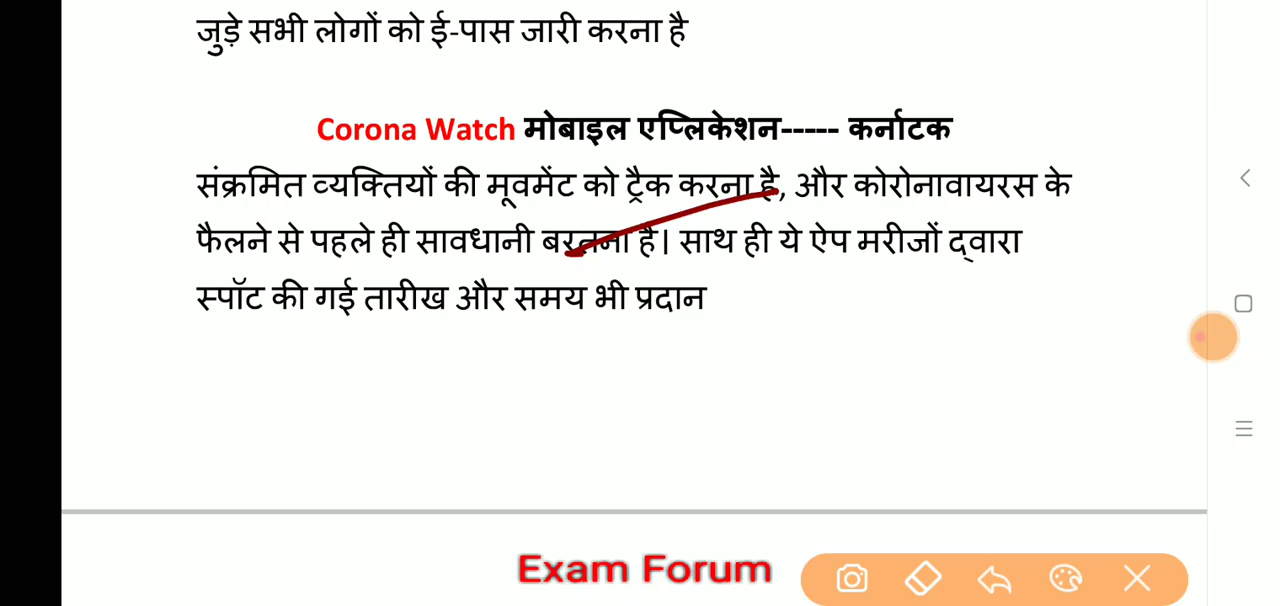 जुड़े सभी लोगों को ई-पास जारी करना है
Corona Watch मोबाइल एप्लिकेशन----- कर्नाटक
संक्रमित व्यक्तियों की मूवमेंट को ट्रैक करना है, और कोरोनावायरस के
फैलने से पहले ही सावधानी बरतना है। साथ ही ये ऐप मरीजों द्वारा
स्पॉट की गई तारीख और समय भी प्रदान
Exam Forum